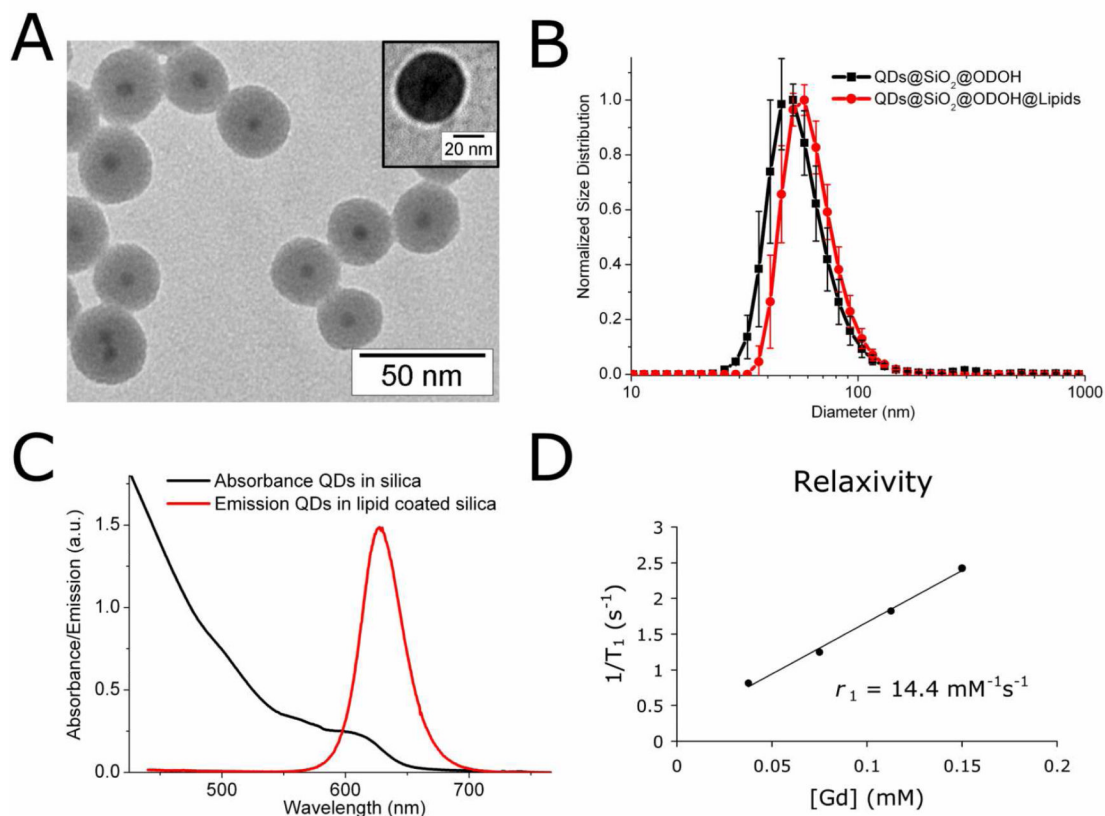 A
20 nm
50 nm
B
QDs@SiO₂@ODOH
QDs@SiO₂@ODOH@Lipids
Normalized Size Distribution
1.0
0.8
0.6
0.4
0.2
0.0
10
100
1000
Diameter (nm)
C
Absorbance QDs in silica
Emission QDs in lipid coated silica
Absorbance/Emission (a.u.)
1.5
1.0
0.5
0.0
500
600
700
Wavelength (nm)
D
Relaxivity
1/T₁ (s⁻¹)
3
2.5
2
1.5
1
0.5
0
r₁ = 14.4 mM⁻¹s⁻¹
0
0.05
0.1
0.15
0.2
[Gd] (mM)